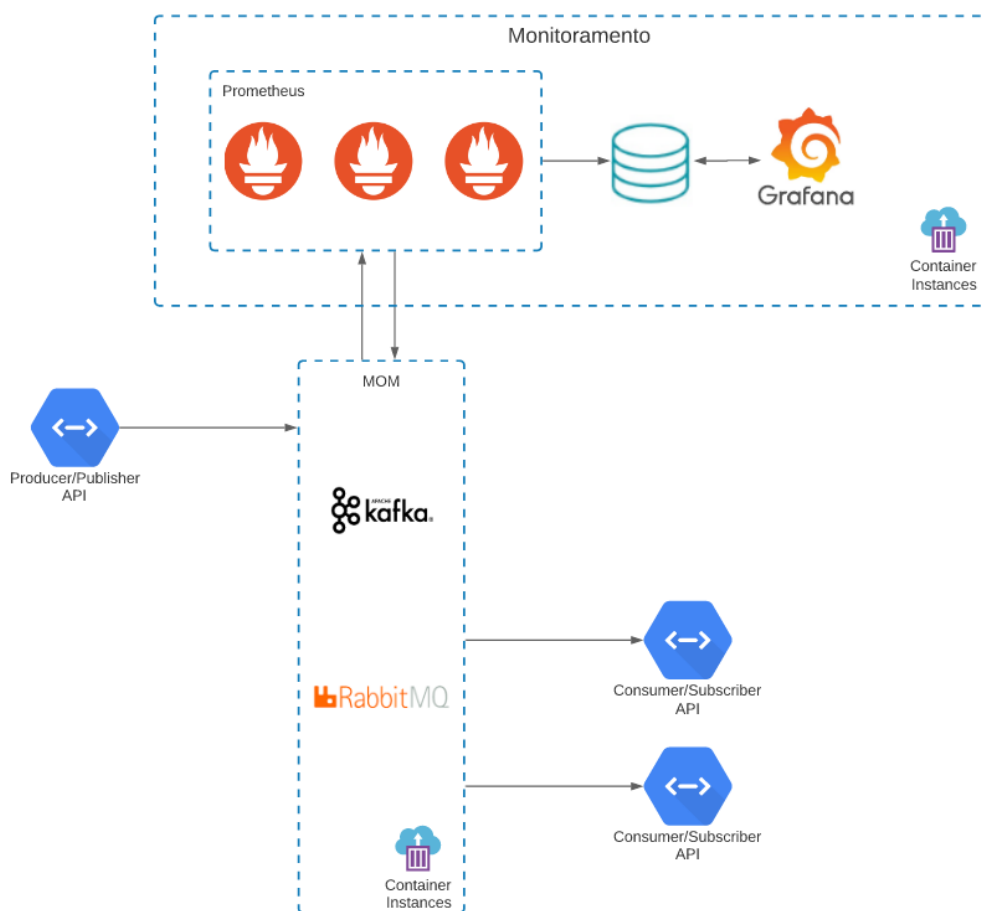 Monitoramento
Prometheus
Grafana
Container
Instances
MOM
Producer/Publisher
API
APACHE
kafka®
Consumer/Subscriber
API
RabbitMQ
Consumer/Subscriber
API
Container
Instances